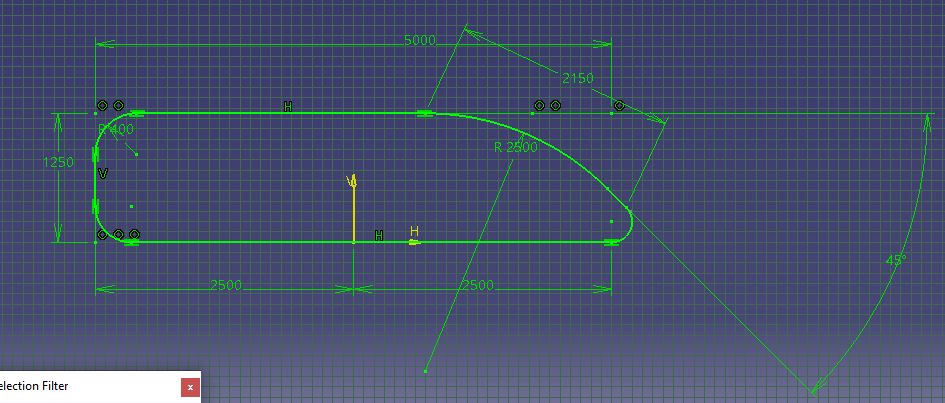 5000
2150
H
R 400
R 2500
1250
V
V
H
H
45°
2500
2500
election Filter
x